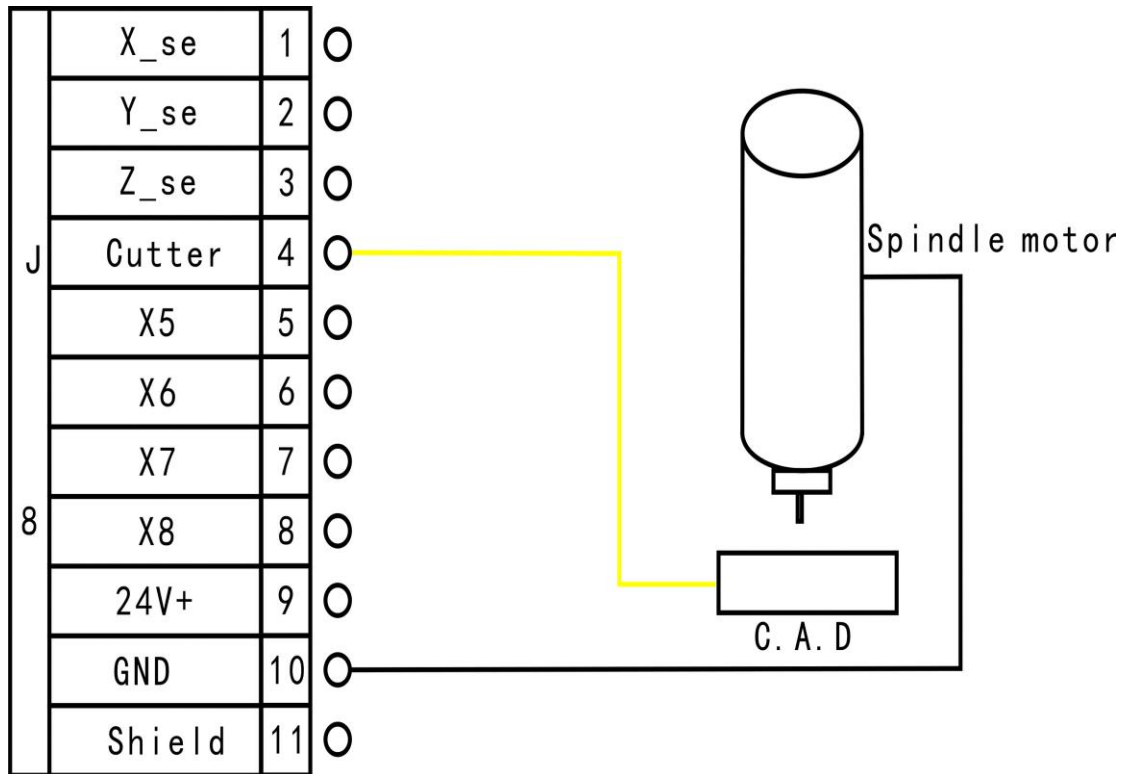 X_se 1
Y_se 2
Z_se 3
J
Cutter 4
Spindle motor
X5 5
X6 6
X7 7
8
X8 8
24V+ 9
C.A.D
GND 10
Shield 11